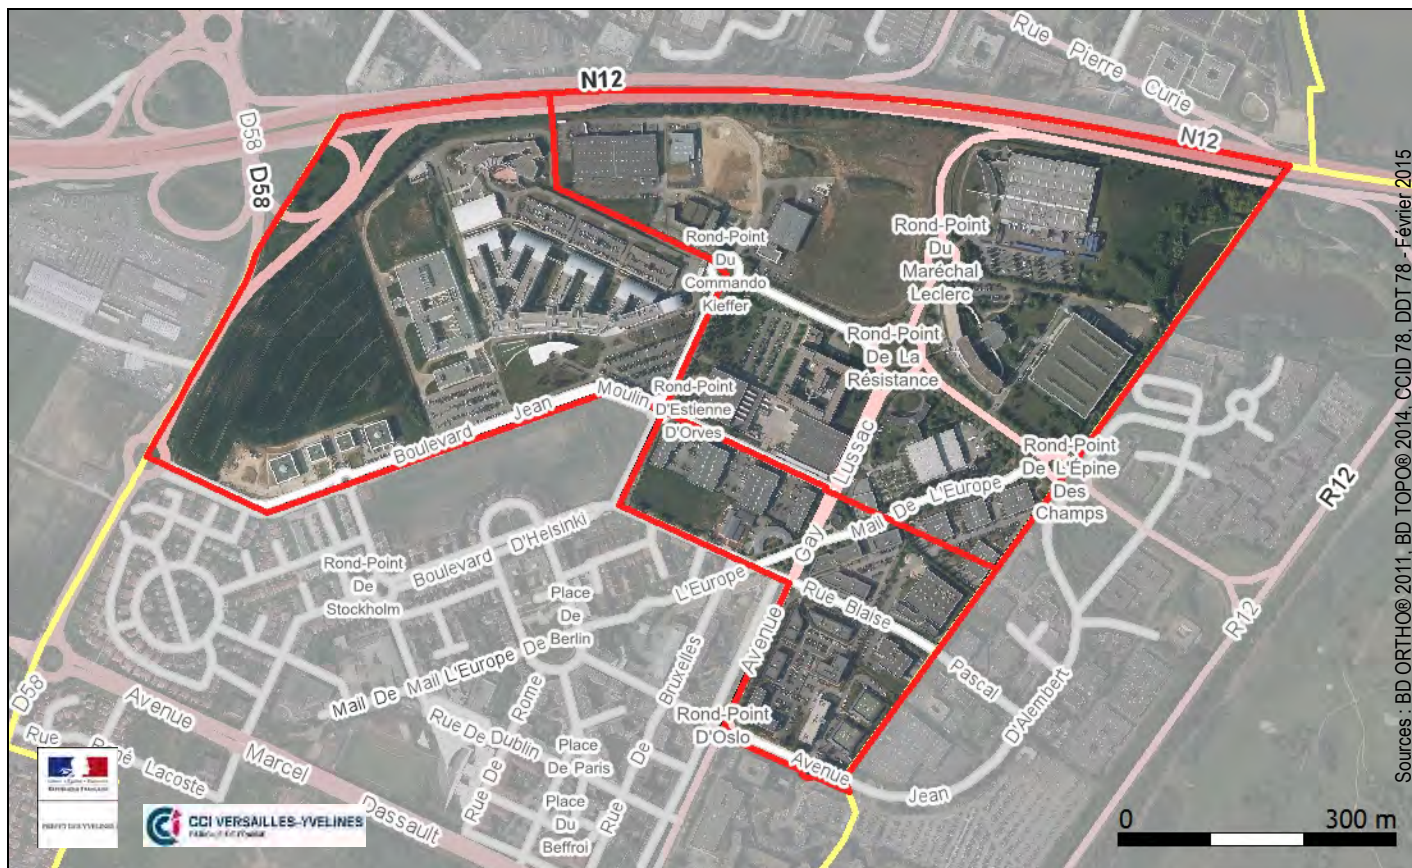 N12
Rue Pierre Curie
N12
D58
D58
Rond-Point
Du
Commando
Kieffer
Rond-Point
Du
Maréchal
Leclerc
Rond-Point
De La
Résistance
Rond-Point
D'Estienne
D'Orves
Boulevard Jean Moulin
Rond-Point
De L'Épine
Des
Champs
Mail De L'Europe
Avenue Gay Lussac
L'Europe
Rue Blaise Pascal
R12
R12
Boulevard D'Helsinki
Rond-Point
De
Stockholm
Place
De
Berlin
Mail De Mail L'Europe De
Rue De Rome
Rue De Dublin
Place
De Paris
Place
Du
Beffroi
Rue De Bruxelles
Rond-Point
D'Oslo
Avenue Jean D'Alembert
D58
Avenue Marcel Dassault
Rue René Lacoste
RÉPUBLIQUE FRANÇAISE
PRÉFET DES YVELINES
CCI VERSAILLES-YVELINES
0 300 m
Sources : BD ORTHO® 2011, BD TOPO® 2014, CCID 78, DDT 78 - Février 2015